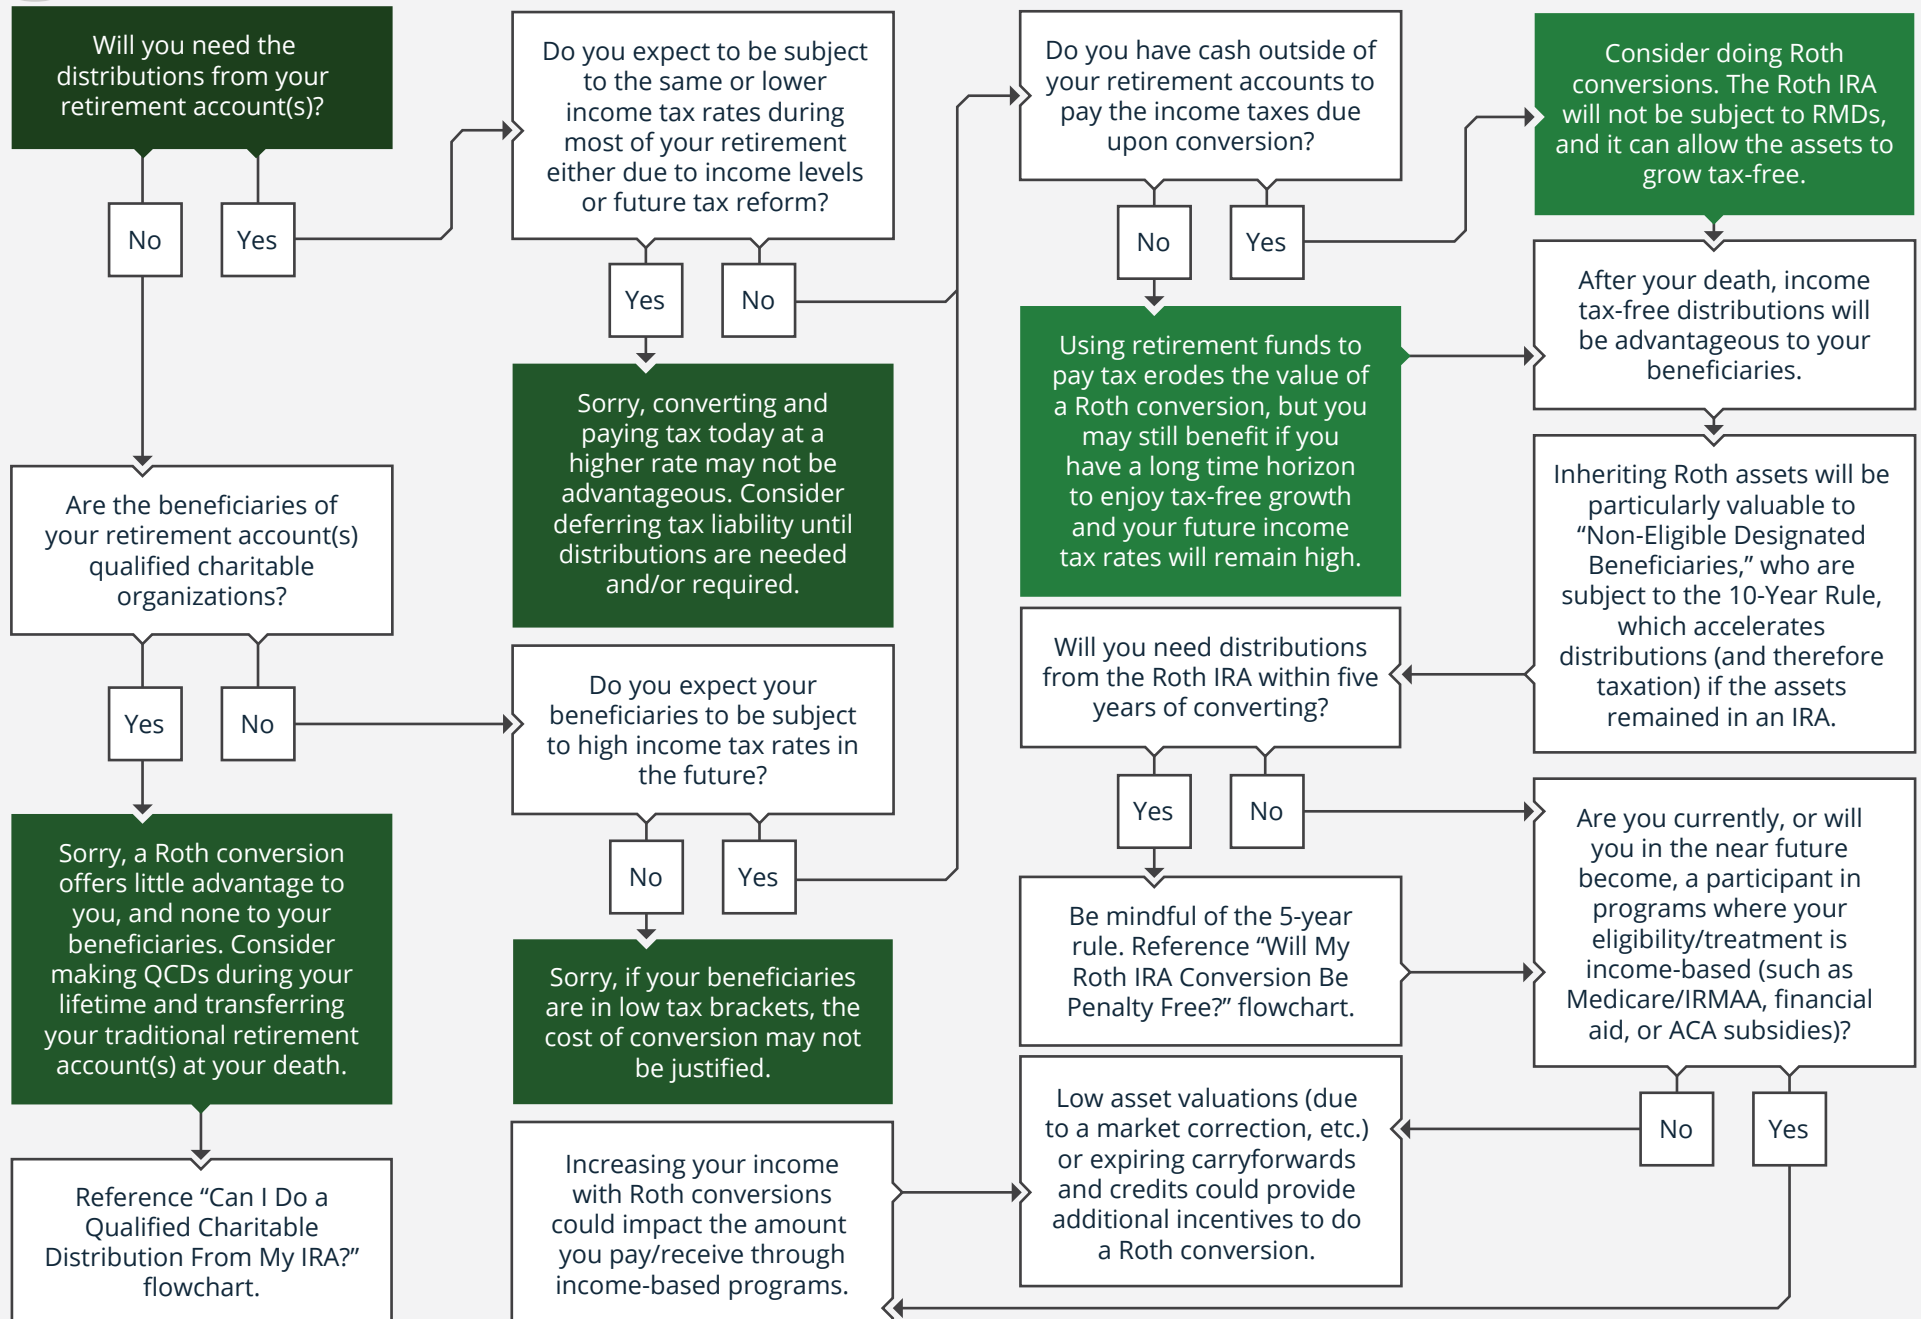 Will you need the
distributions from your
retirement account(s)?
No
Yes
Are the beneficiaries of
your retirement account(s)
qualified charitable
organizations?
Yes
No
Sorry, a Roth conversion
offers little advantage to
you, and none to your
beneficiaries. Consider
making QCDs during your
lifetime and transferring
your traditional retirement
account(s) at your death.
Reference “Can I Do a
Qualified Charitable
Distribution From My IRA?”
flowchart.
Do you expect to be subject
to the same or lower
income tax rates during
most of your retirement
either due to income levels
or future tax reform?
Yes
No
Sorry, converting and
paying tax today at a
higher rate may not be
advantageous. Consider
deferring tax liability until
distributions are needed
and/or required.
Do you expect your
beneficiaries to be subject
to high income tax rates in
the future?
No
Yes
Sorry, if your beneficiaries
are in low tax brackets, the
cost of conversion may not
be justified.
Increasing your income
with Roth conversions
could impact the amount
you pay/receive through
income-based programs.
Do you have cash outside of
your retirement accounts to
pay the income taxes due
upon conversion?
No
Yes
Using retirement funds to
pay tax erodes the value of
a Roth conversion, but you
may still benefit if you
have a long time horizon
to enjoy tax-free growth
and your future income
tax rates will remain high.
Will you need distributions
from the Roth IRA within five
years of converting?
Yes
No
Be mindful of the 5-year
rule. Reference “Will My
Roth IRA Conversion Be
Penalty Free?” flowchart.
Low asset valuations (due
to a market correction, etc.)
or expiring carryforwards
and credits could provide
additional incentives to do
a Roth conversion.
Consider doing Roth
conversions. The Roth IRA
will not be subject to RMDs,
and it can allow the assets to
grow tax-free.
After your death, income
tax-free distributions will
be advantageous to your
beneficiaries.
Inheriting Roth assets will be
particularly valuable to
“Non-Eligible Designated
Beneficiaries,” who are
subject to the 10-Year Rule,
which accelerates
distributions (and therefore
taxation) if the assets
remained in an IRA.
Are you currently, or will
you in the near future
become, a participant in
programs where your
eligibility/treatment is
income-based (such as
Medicare/IRMAA, financial
aid, or ACA subsidies)?
No
Yes